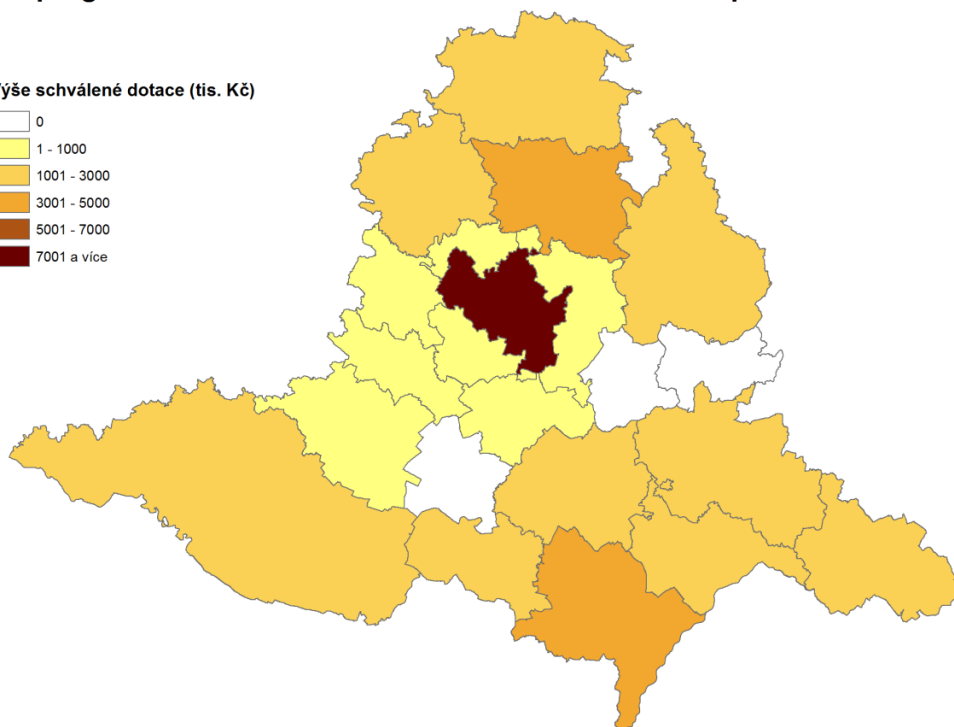 ýše schválené dotace (tis. Kč)
0
1 - 1000
1001 - 3000
3001 - 5000
5001 - 7000
7001 a více